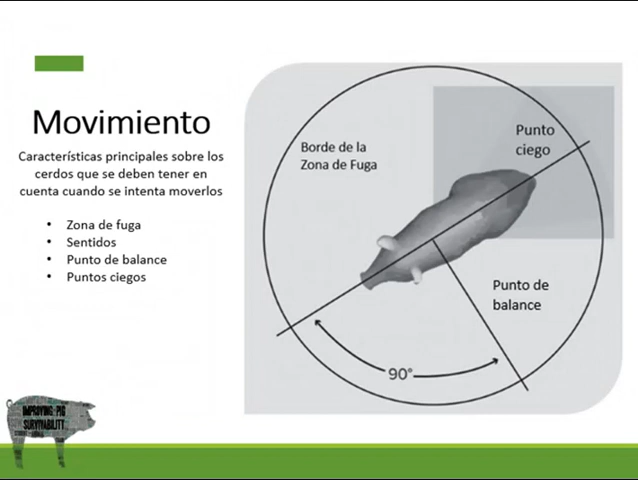 Movimiento
Características principales sobre los
cerdos que se deben tener en
cuenta cuando se intenta moverlos
• Zona de fuga
• Sentidos
• Punto de balance
• Puntos ciegos
Borde de la
Zona de Fuga
Punto
ciego
Punto de
balance
90°
IMPROVING PIG
SURVIVABILITY